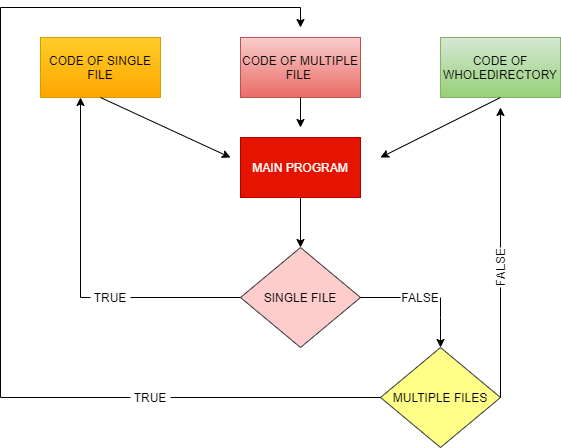 CODE OF SINGLE
FILE
CODE OF MULTIPLE
FILE
CODE OF
WHOLEDIRECTORY
MAIN PROGRAM
FALSE
TRUE
SINGLE FILE
FALSE
TRUE
MULTIPLE FILES